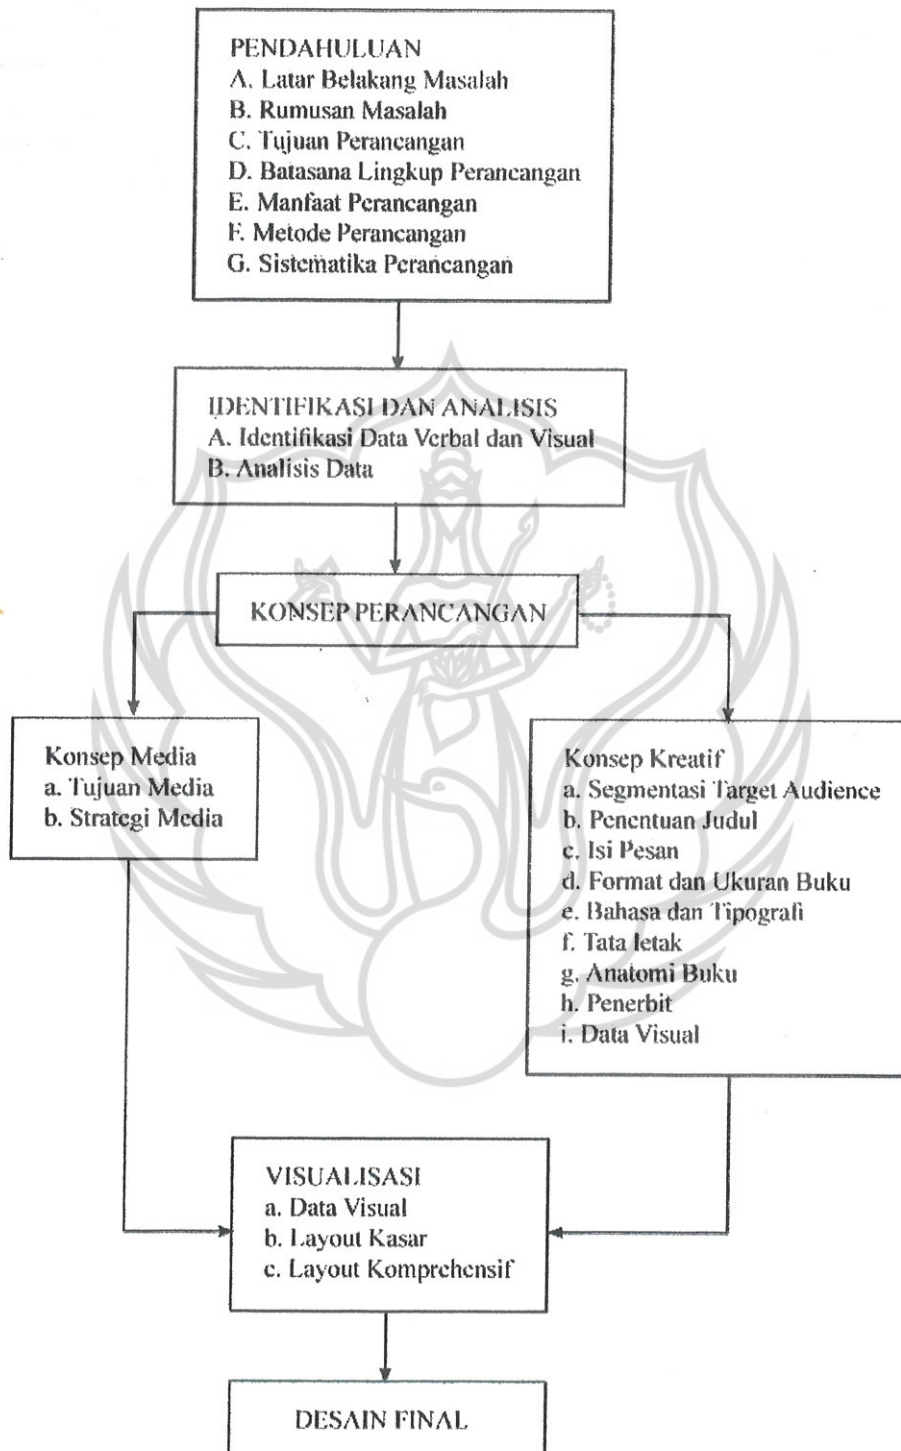 PENDAHULUAN
A. Latar Belakang Masalah
B. Rumusan Masalah
C. Tujuan Perancangan
D. Batasana Lingkup Perancangan
E. Manfaat Perancangan
F. Metode Perancangan
G. Sistematika Perancangan
IDENTIFIKASI DAN ANALISIS
A. Identifikasi Data Verbal dan Visual
B. Analisis Data
KONSEP PERANCANGAN
Konsep Media
a. Tujuan Media
b. Strategi Media
Konsep Kreatif
a. Segmentasi Target Audience
b. Penentuan Judul
c. Isi Pesan
d. Format dan Ukuran Buku
e. Bahasa dan Tipografi
f. Tata letak
g. Anatomi Buku
h. Penerbit
i. Data Visual
VISUALISASI
a. Data Visual
b. Layout Kasar
c. Layout Komprehensif
DESAIN FINAL